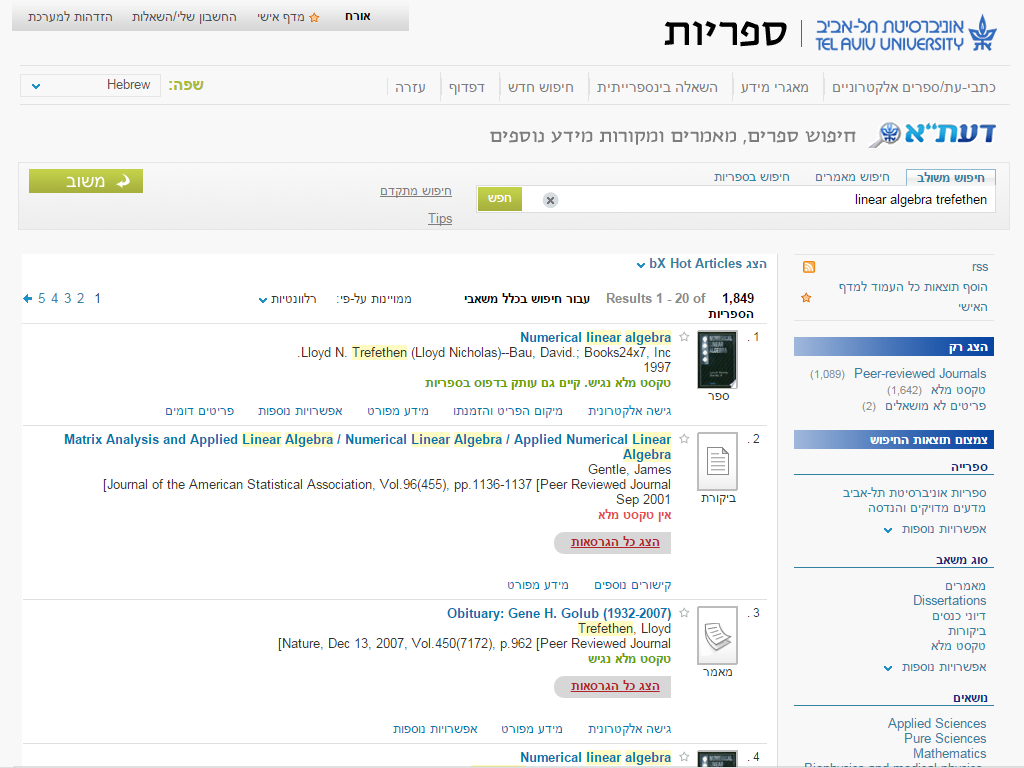 אורח
מדף אישי
החשבון שלי/השאלות
הזדהות למערכת
אוניברסיטת תל-אביב
TEL AVIV UNIVERSITY
ספריות
כתבי-עת/ספרים אלקטרוניים
מאגרי מידע
השאלה בינספרייתית
חיפוש חדש
דפדוף
עזרה
שפה:
Hebrew
דעת"א
חיפוש ספרים, מאמרים ומקורות מידע נוספים
חיפוש משולב
חיפוש מאמרים
חיפוש בספריות
linear algebra trefethen
חפש
חיפוש מתקדם
Tips
משוב
rss
הוסף תוצאות כל העמוד למדף
האישי
הצג רק
Peer-reviewed Journals (1,089)
טקסט מלא (1,642)
פריטים לא מושאלים (2)
צמצום תוצאות החיפוש
ספרייה
ספריות אוניברסיטת תל-אביב
מדעים מדויקים והנדסה
אפשרויות נוספות
סוג משאב
מאמרים
Dissertations
דיוני כנסים
ביקורות
טקסט מלא
אפשרויות נוספות
נושאים
Applied Sciences
Pure Sciences
Mathematics
Biophysics and medical physics
הצג bX Hot Articles
1,849 Results 1 - 20 of עבור חיפוש בכלל משאבי
הספריות
ממויינות על-פי: רלוונטיות
1 2 3 4 5
1.
ספר
Numerical linear algebra
Lloyd N. Trefethen (Lloyd Nicholas)--Bau, David.; Books24x7, Inc.
1997
טקסט מלא נגיש. קיים גם עותק בדפוס בספריות
גישה אלקטרונית
מיקום הפריט והזמנתו
מידע מפורט
אפשרויות נוספות
פריטים דומים
2.
ביקורת
Matrix Analysis and Applied Linear Algebra / Numerical Linear Algebra / Applied Numerical Linear
Algebra
Gentle, James
[Journal of the American Statistical Association, Vol.96(455), pp.1136-1137 [Peer Reviewed Journal
Sep 2001
אין טקסט מלא
הצג כל הגרסאות
קישורים נוספים
מידע מפורט
3.
מאמר
Obituary: Gene H. Golub (1932-2007)
Trefethen, Lloyd
[Nature, Dec 13, 2007, Vol.450(7172), p.962 [Peer Reviewed Journal
טקסט מלא נגיש
הצג כל הגרסאות
גישה אלקטרונית
מידע מפורט
אפשרויות נוספות
4.
Numerical linear algebra